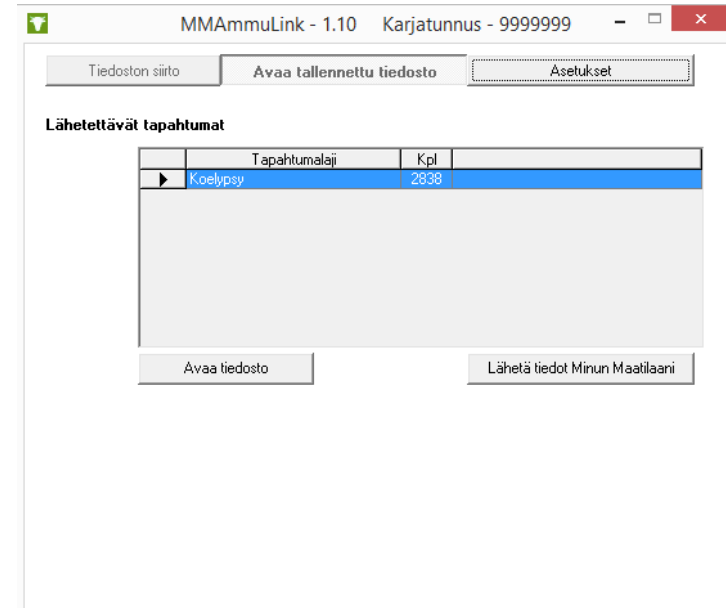 MMAmmuLink - 1.10 Karjatunnus - 9999999
Tiedoston siirto Avaa tallennettu tiedosto Asetukset
Lähetettävät tapahtumat
Tapahtumalaji Kpl
Koelypsy 2838
Avaa tiedosto Lähetä tiedot Minun Maatilaani